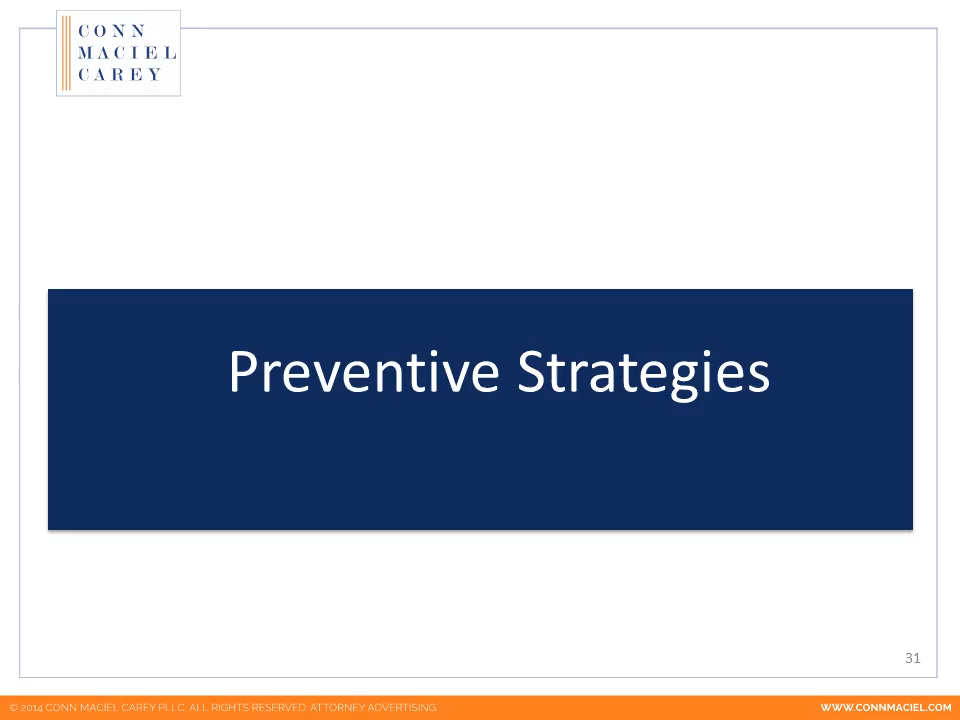 CONN
MACIEL
CAREY
Preventive Strategies
31
© 2014 CONN MACIEL CAREY PLLC. ALL RIGHTS RESERVED. ATTORNEY ADVERTISING.
WWW.CONNMACIEL.COM